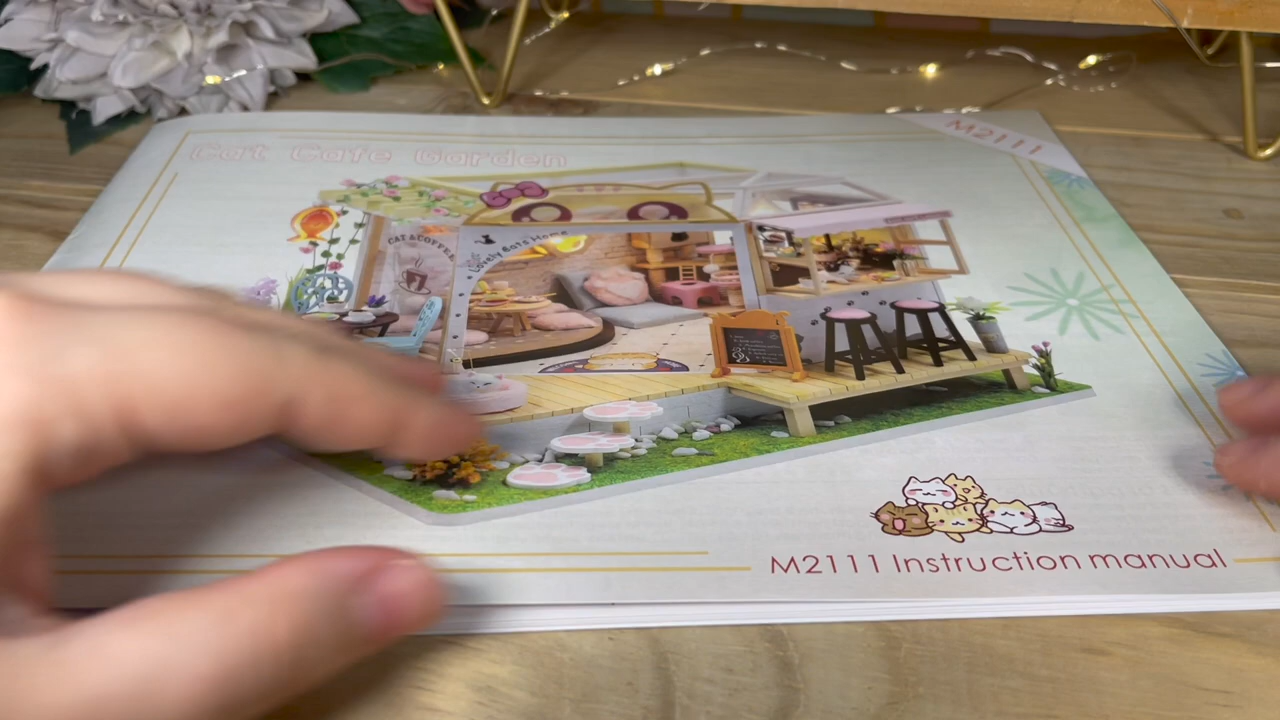 Cat Cafe Garden
M2111
CAT & COFFEE
Lovely Cats Home
M2111 Instruction manual